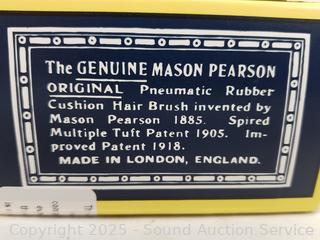 The GENUINE MASON PEARSON
ORIGINAL Pneumatic Rubber
Cushion Hair Brush invented by
Mason Pearson 1885. Spired
Multiple Tuft Patent 1905. Im-
proved Patent 1918.
MADE IN LONDON, ENGLAND.
Copyright 2025 - Sound Auction Service